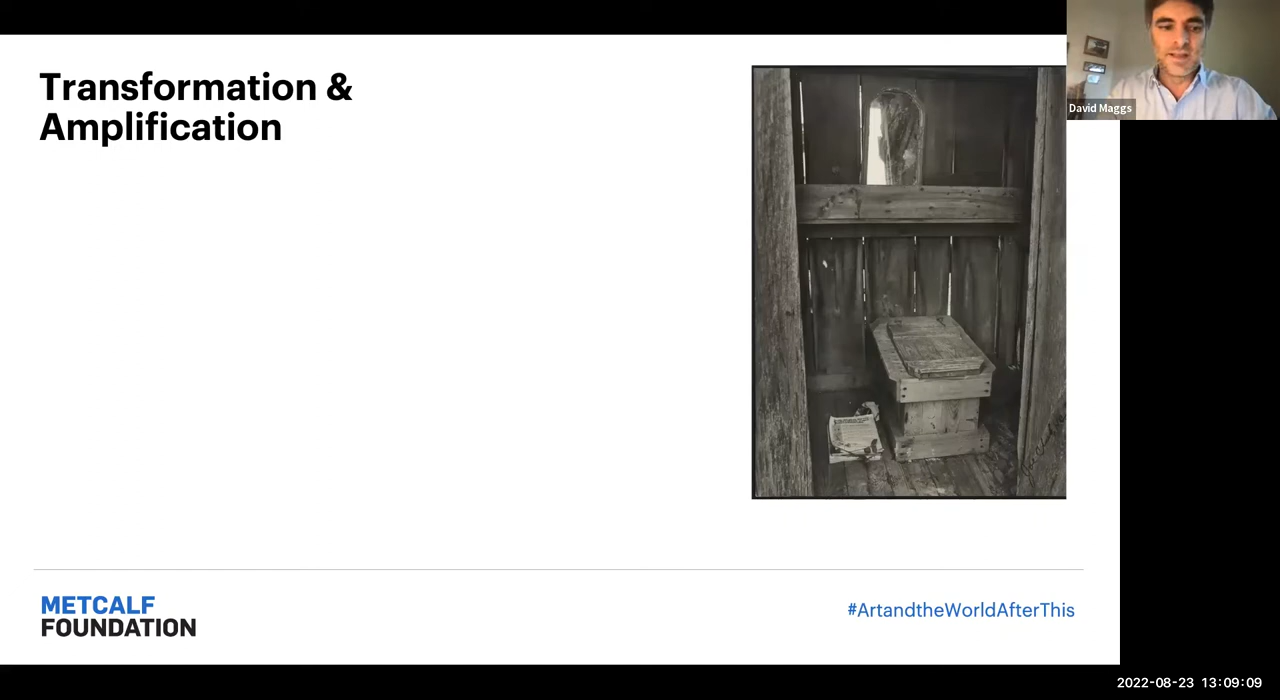 Transformation &
Amplification
David Maggs
METCALF
FOUNDATION
#ArtandtheWorldAfterThis
2022-08-23 13:09:09